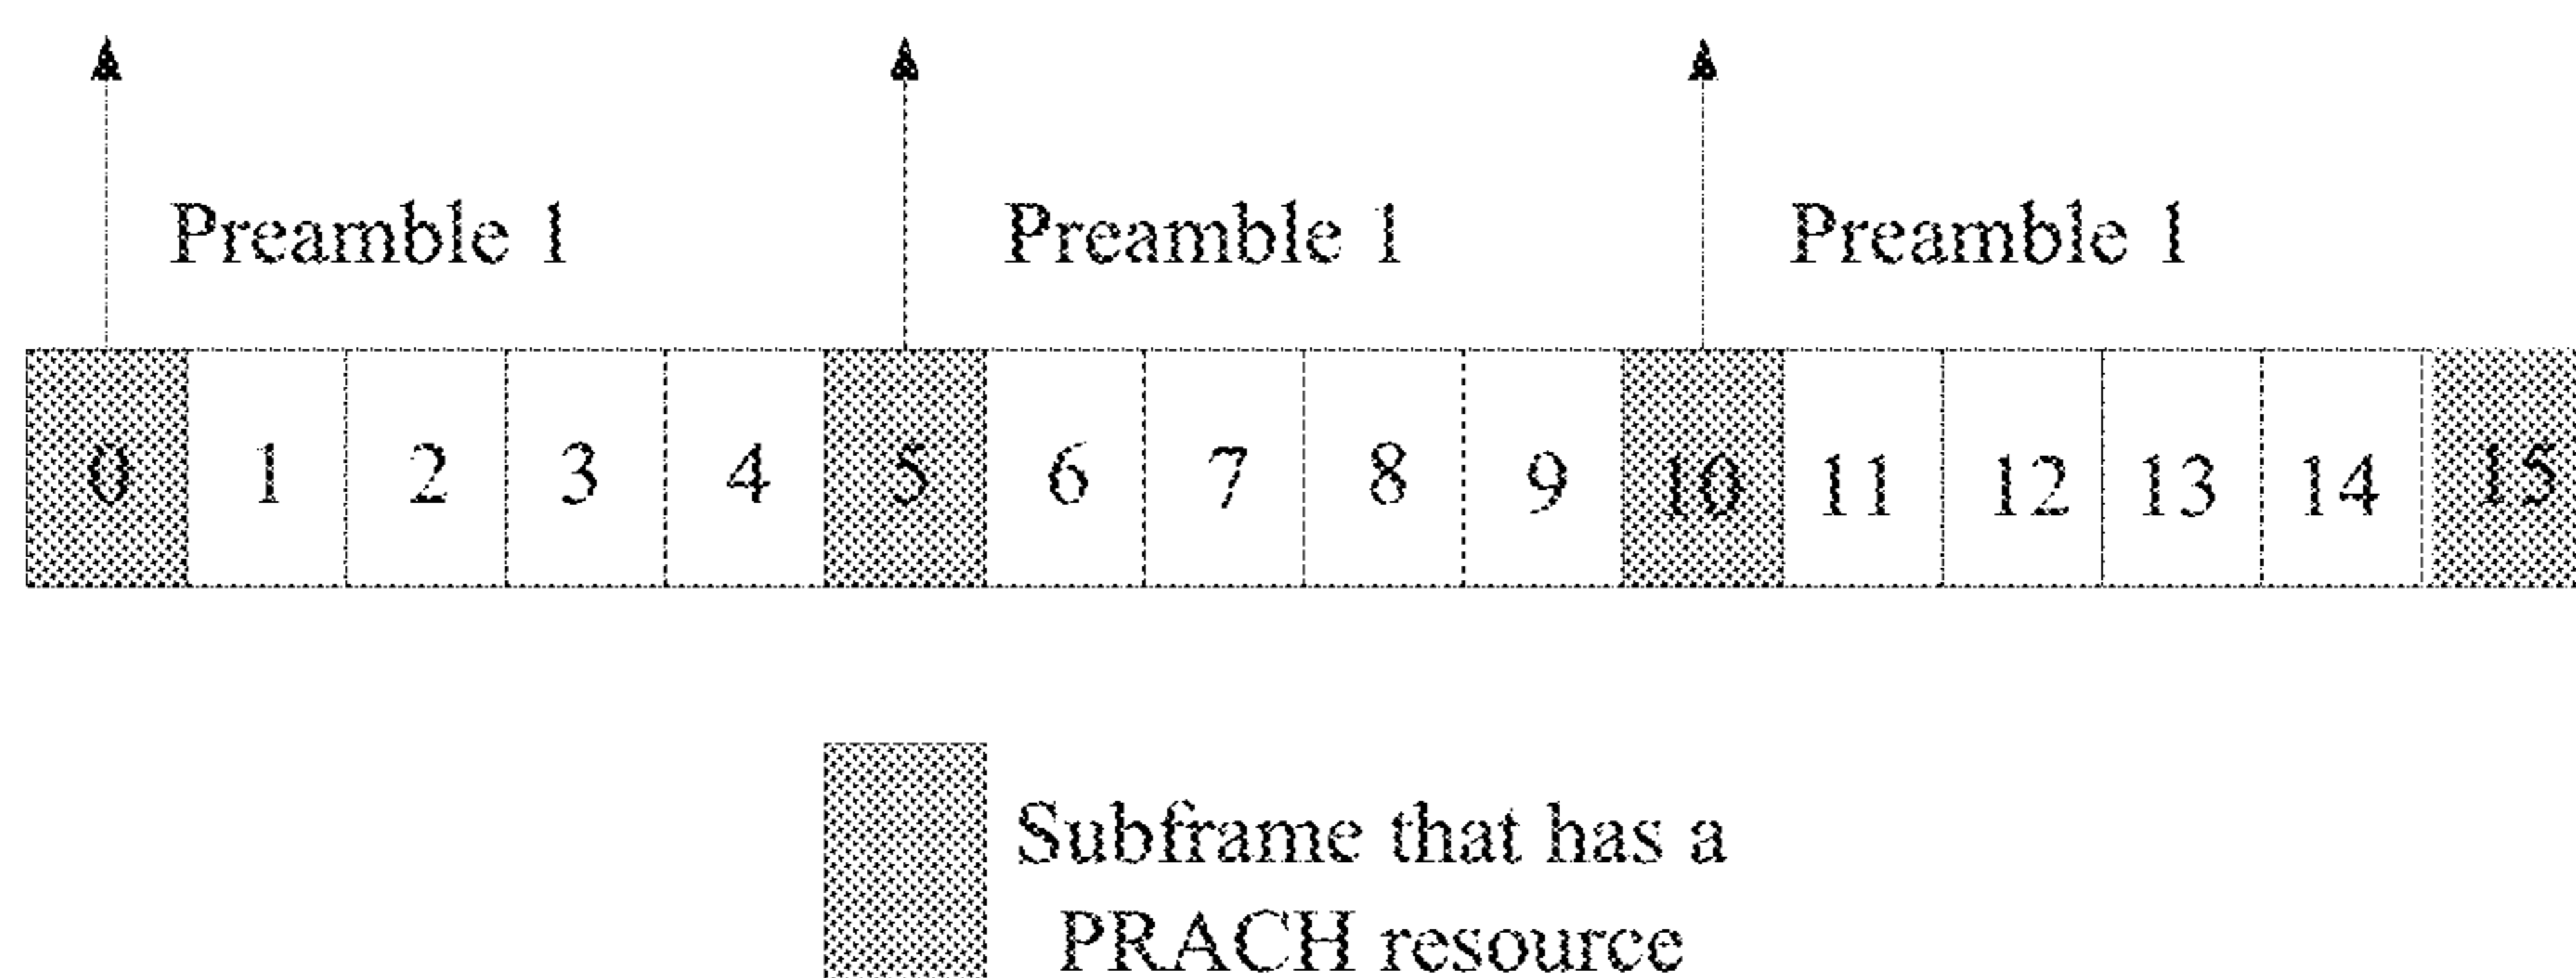 Preamble 1 Preamble 1 Preamble 1
0 1 2 3 4 5 6 7 8 9 10 11 12 13 14 15
Subframe that has a
PRACH resource